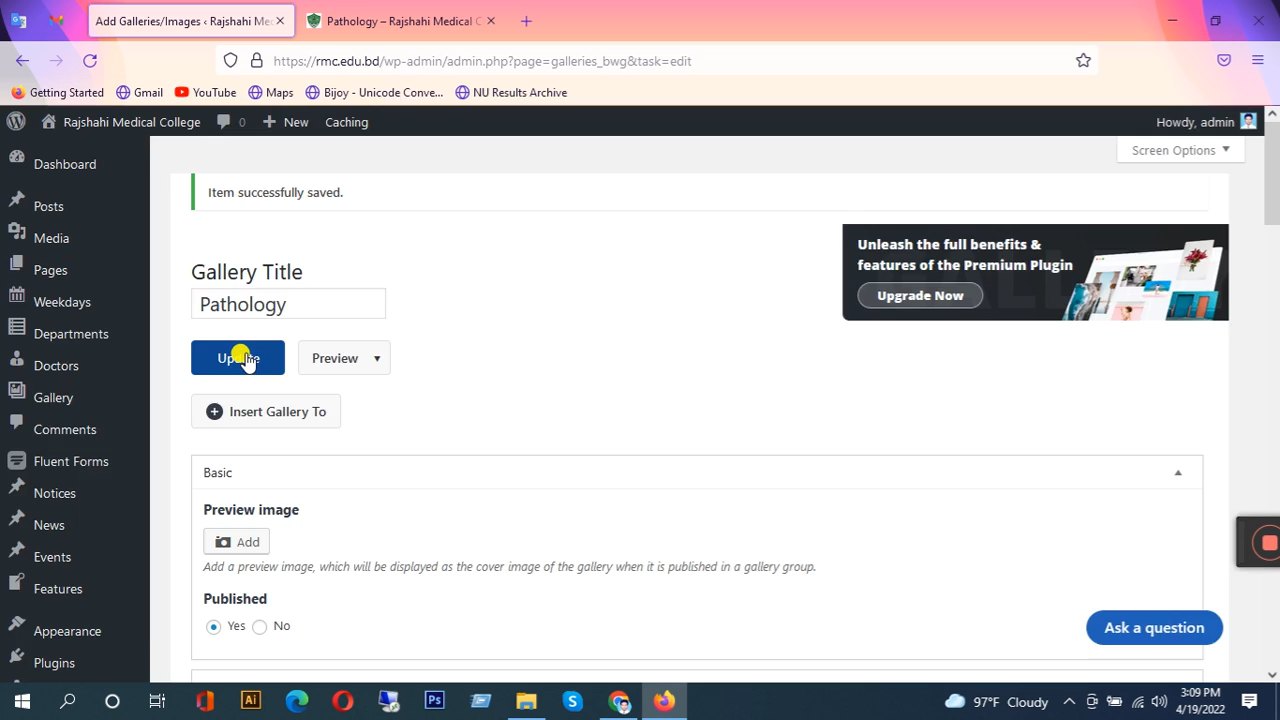 Add Galleries/Images ‹ Rajshahi Med
Pathology – Rajshahi Medical C
https://rmc.edu.bd/wp-admin/admin.php?page=galleries_bwg&task=edit
Getting Started
Gmail
YouTube
Maps
Bijoy - Unicode Conve...
NU Results Archive
Rajshahi Medical College
0
New
Caching
Howdy, admin
Screen Options
Dashboard
Posts
Media
Pages
Weekdays
Departments
Doctors
Gallery
Comments
Fluent Forms
Notices
News
Events
Features
Appearance
Plugins
Item successfully saved.
Unleash the full benefits &
features of the Premium Plugin
Upgrade Now
Gallery Title
Pathology
Update
Preview
Insert Gallery To
Basic
Preview image
Add
Add a preview image, which will be displayed as the cover image of the gallery when it is published in a gallery group.
Published
Yes
No
Ask a question
Ai
Ps
97°F Cloudy
3:09 PM
4/19/2022